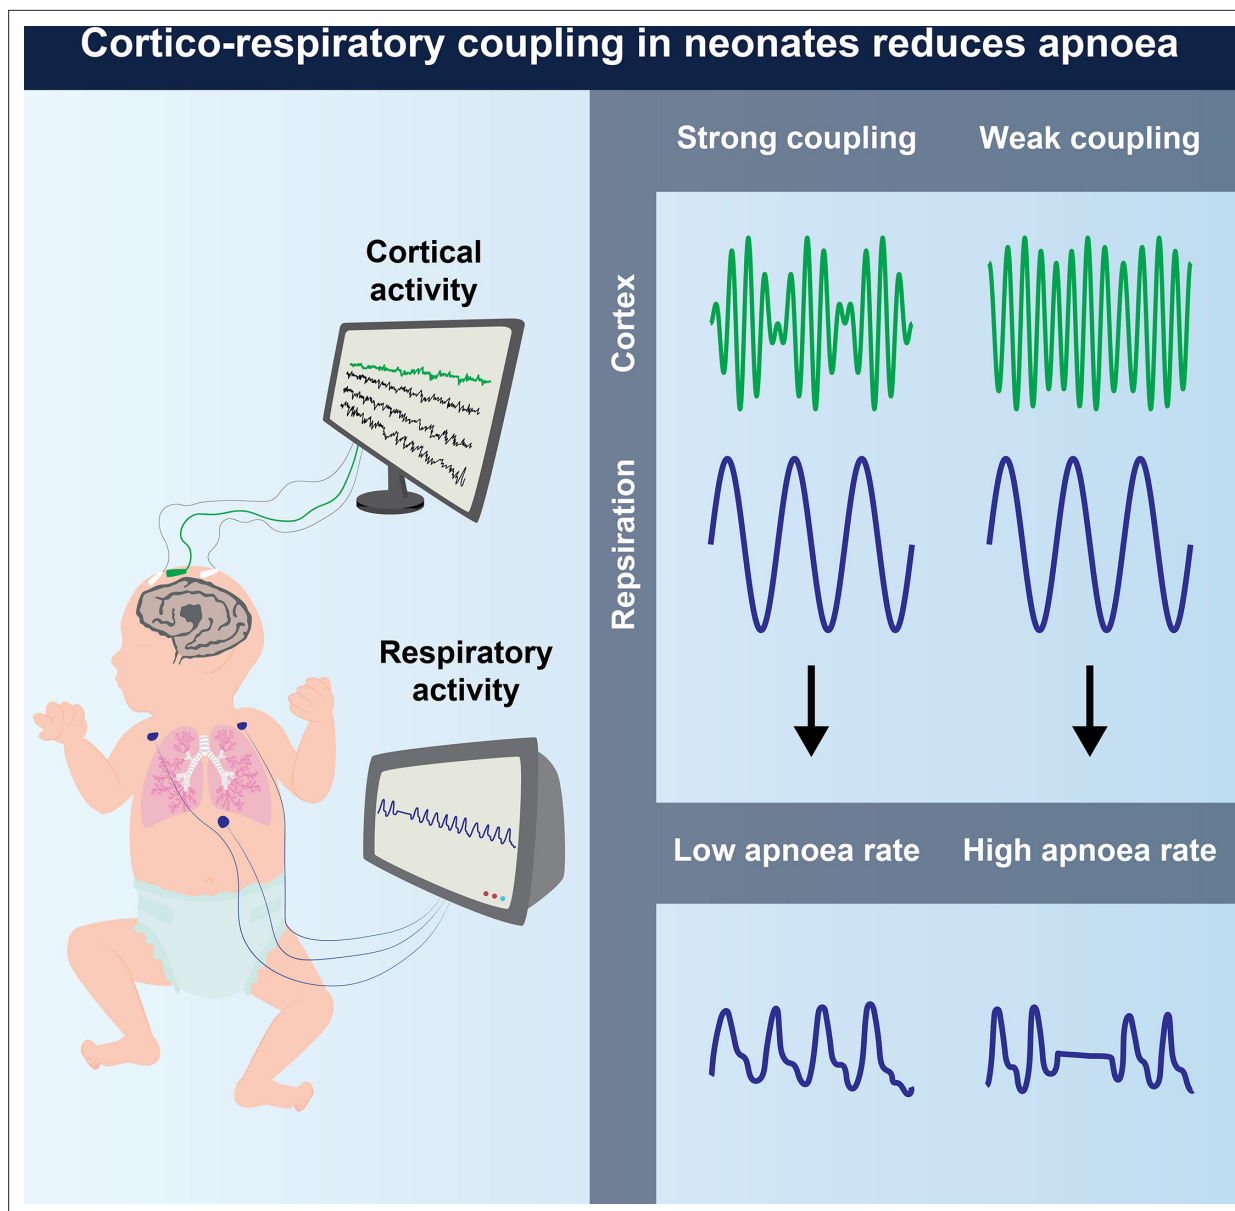 Cortico-respiratory coupling in neonates reduces apnoea
Cortical
activity
Respiratory
activity
Strong coupling
Weak coupling
Cortex
Repsiration
Low apnoea rate
High apnoea rate